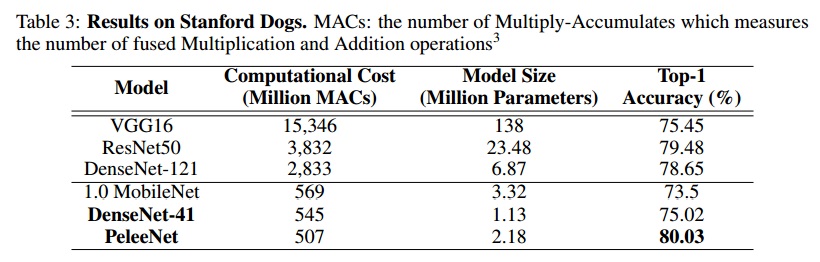 Table 3: Results on Stanford Dogs. MACs: the number of Multiply-Accumulates which measures
the number of fused Multiplication and Addition operations3
Model Computational Cost (Million MACs) Model Size (Million Parameters) Top-1 Accuracy (%)
VGG16 15,346 138 75.45
ResNet50 3,832 23.48 79.48
DenseNet-121 2,833 6.87 78.65
1.0 MobileNet 569 3.32 73.5
DenseNet-41 545 1.13 75.02
PeleeNet 507 2.18 80.03